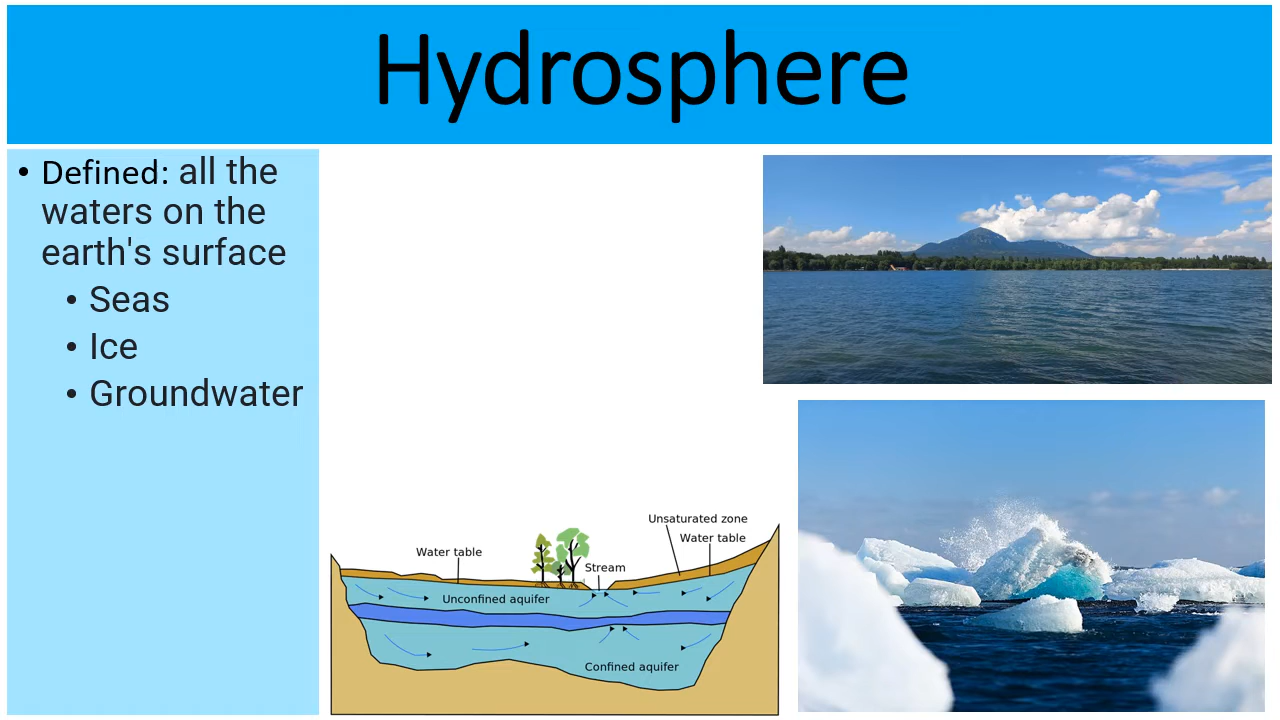 Hydrosphere
• Defined: all the
waters on the
earth's surface
• Seas
• Ice
• Groundwater
Unsaturated zone
Water table
Water table
Stream
Unconfined aquifer
Confined aquifer